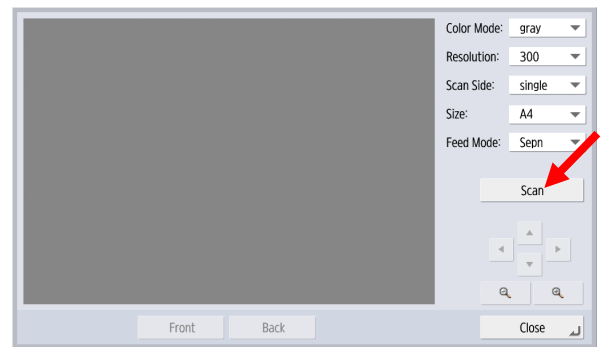 Color Mode: gray
Resolution: 300
Scan Side: single
Size: A4
Feed Mode: Sepn
Scan
Front Back
Close